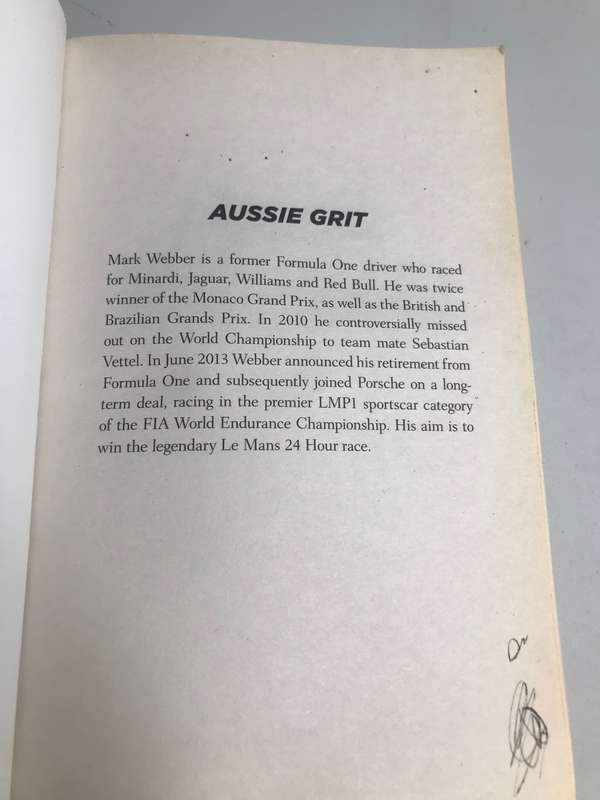 AUSSIE GRIT
Mark Webber is a former Formula One driver who raced
for Minardi, Jaguar, Williams and Red Bull. He was twice
winner of the Monaco Grand Prix, as well as the British and
Brazilian Grands Prix. In 2010 he controversially missed
out on the World Championship to team mate Sebastian
Vettel. In June 2013 Webber announced his retirement from
Formula One and subsequently joined Porsche on a long-
term deal, racing in the premier LMP1 sportscar category
of the FIA World Endurance Championship. His aim is to
win the legendary Le Mans 24 Hour race.